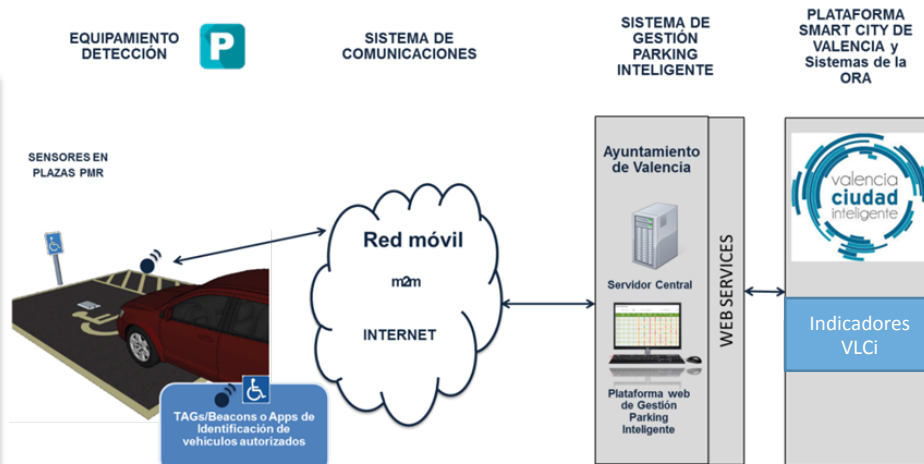 EQUIPAMIENTO
DETECCIÓN
P
SISTEMA DE
COMUNICACIONES
SISTEMA DE
GESTIÓN
PARKING
INTELIGENTE
PLATAFORMA
SMART CITY DE
VALENCIA y
Sistemas de la
ORA
SENSORES EN
PLAZAS PMR
Red móvil
m2m
INTERNET
TAGs/Beacons o Apps de
Identificación de
vehículos autorizados
Ayuntamiento
de Valencia
Servidor Central
Plataforma web
de Gestión
Parking
Inteligente
WEB SERVICES
valencia
ciudad
inteligente
Indicadores
VLCi